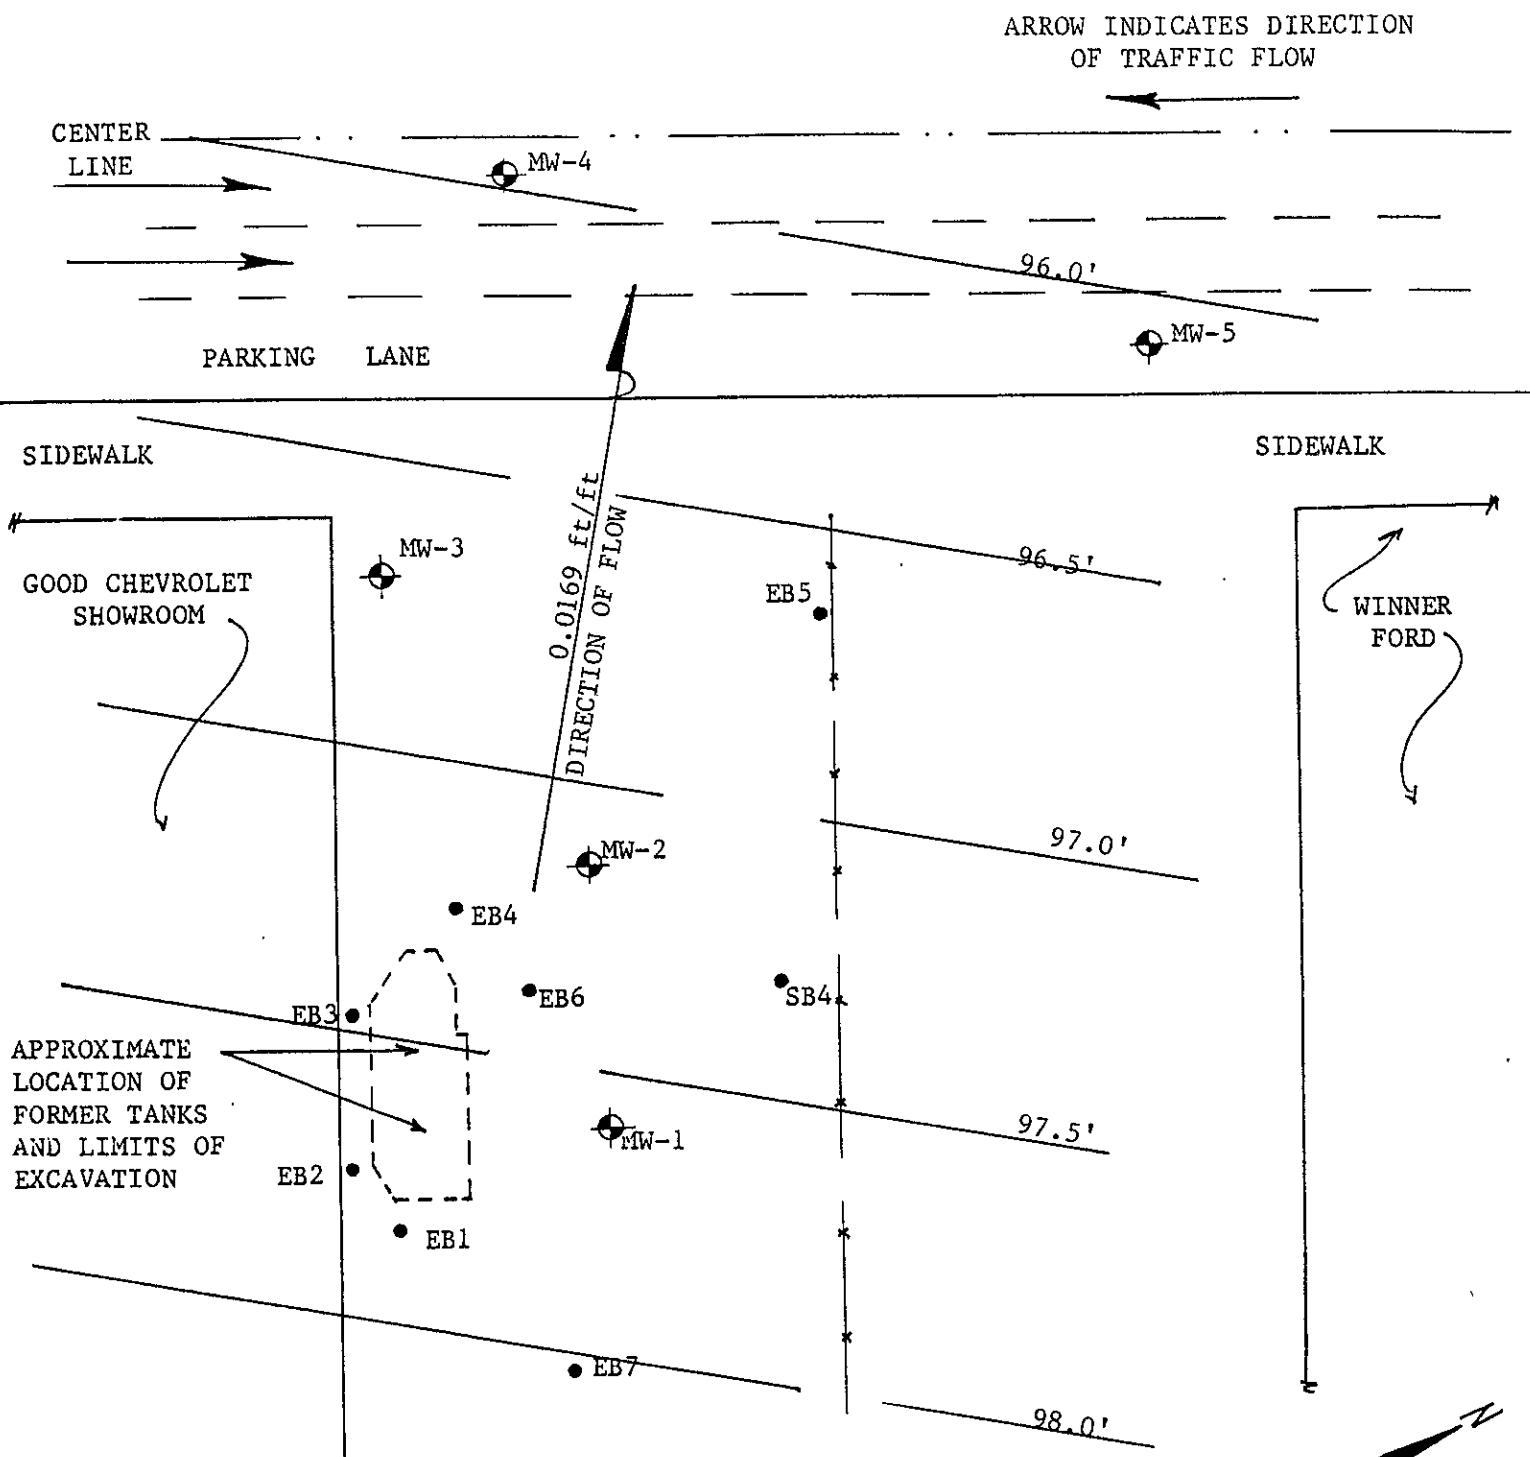 ARROW INDICATES DIRECTION
OF TRAFFIC FLOW
CENTER
LINE
MW-4
96.0'
MW-5
PARKING LANE
SIDEWALK
SIDEWALK
MW-3
96.5'
GOOD CHEVROLET
SHOWROOM
EB5
WINNER
FORD
0.0169 ft/ft
DIRECTION OF FLOW
97.0'
MW-2
EB4
EB6
SB4
EB3
APPROXIMATE
LOCATION OF
FORMER TANKS
AND LIMITS OF
EXCAVATION
97.5'
MW-1
EB2
EB1
EB7
98.0'
N